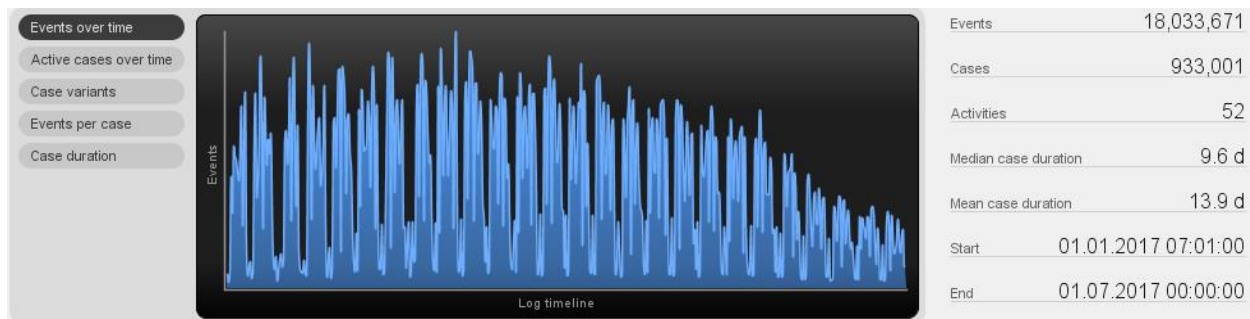 Events over time
Active cases over time
Case variants
Events per case
Case duration
Events
Log timeline
Events 18,033,671
Cases 933,001
Activities 52
Median case duration 9.6 d
Mean case duration 13.9 d
Start 01.01.2017 07:01:00
End 01.07.2017 00:00:00